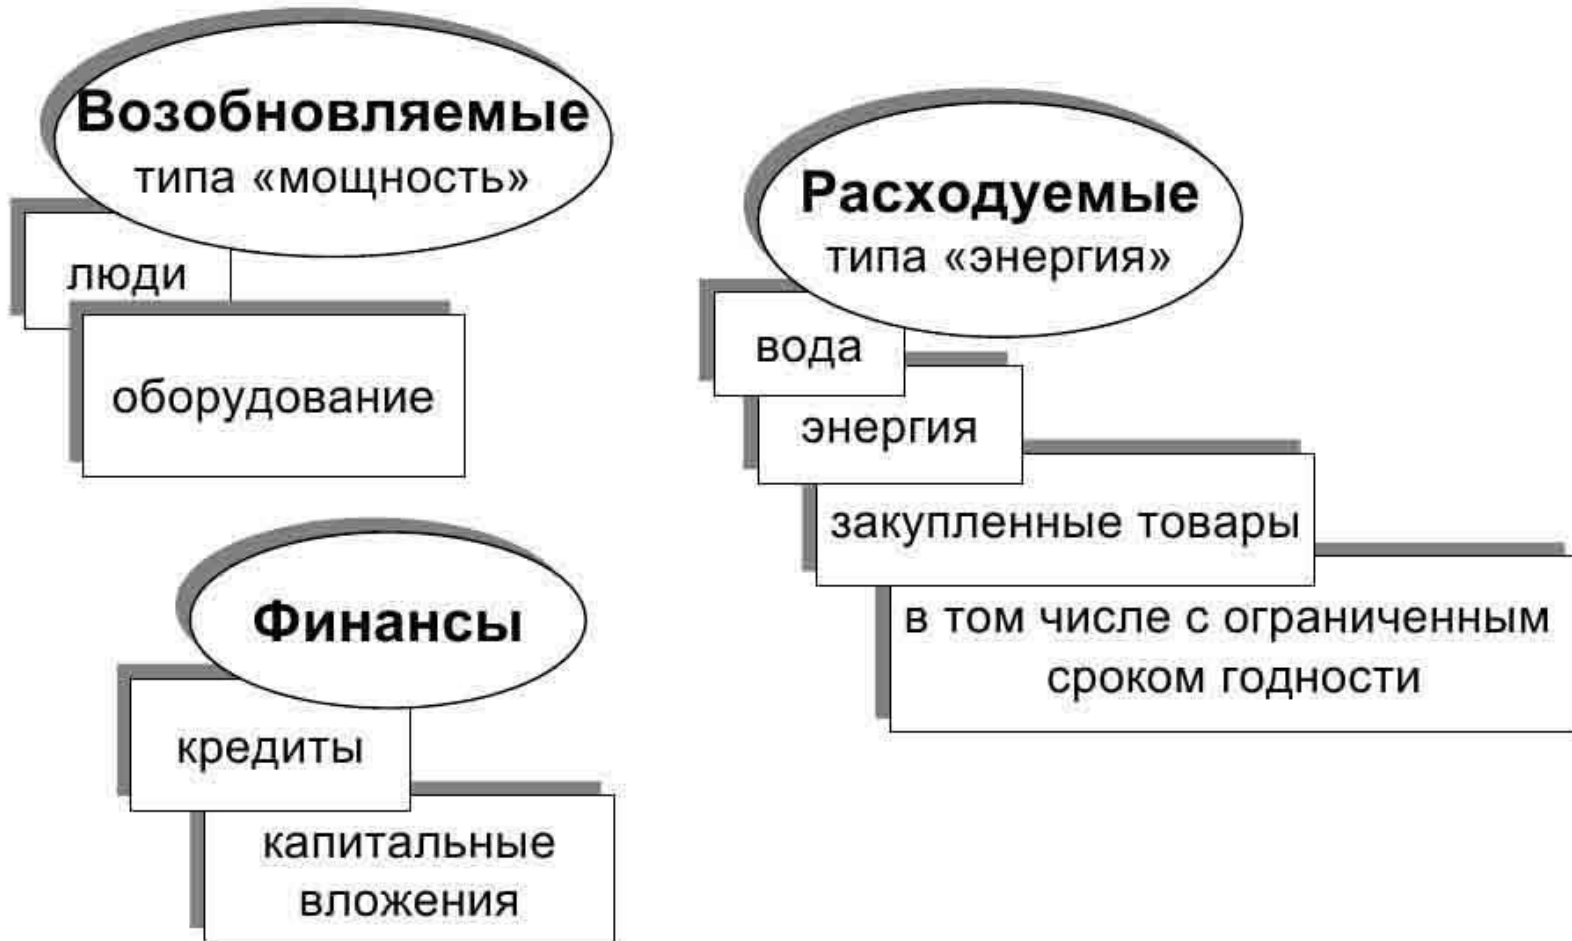 Возобновляемые
типа «мощность»
люди
оборудование
Финансы
кредиты
капитальные
вложения
Расходуемые
типа «энергия»
вода
энергия
закупленные товары
в том числе с ограниченным
сроком годности